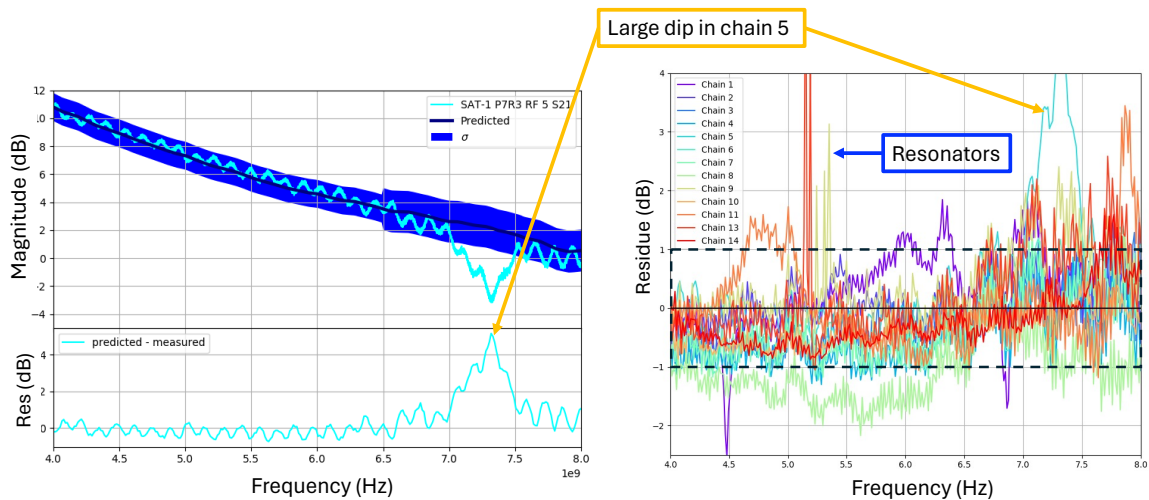 Large dip in chain 5
12
10
8
6
4
2
0
−2
−4
Magnitude (dB)
SAT-1 P7R3 RF 5 S21
Predicted
σ
4
2
0
Res (dB)
predicted - measured
4.0
4.5
5.0
5.5
6.0
6.5
7.0
7.5
8.0
1e9
Frequency (Hz)
4
3
2
1
0
−1
−2
Residue (dB)
Chain 1
Chain 2
Chain 3
Chain 4
Chain 5
Chain 6
Chain 7
Chain 8
Chain 9
Chain 10
Chain 11
Chain 13
Chain 14
Resonators
4.0
4.5
5.0
5.5
6.0
6.5
7.0
7.5
8.0
Frequency (Hz)